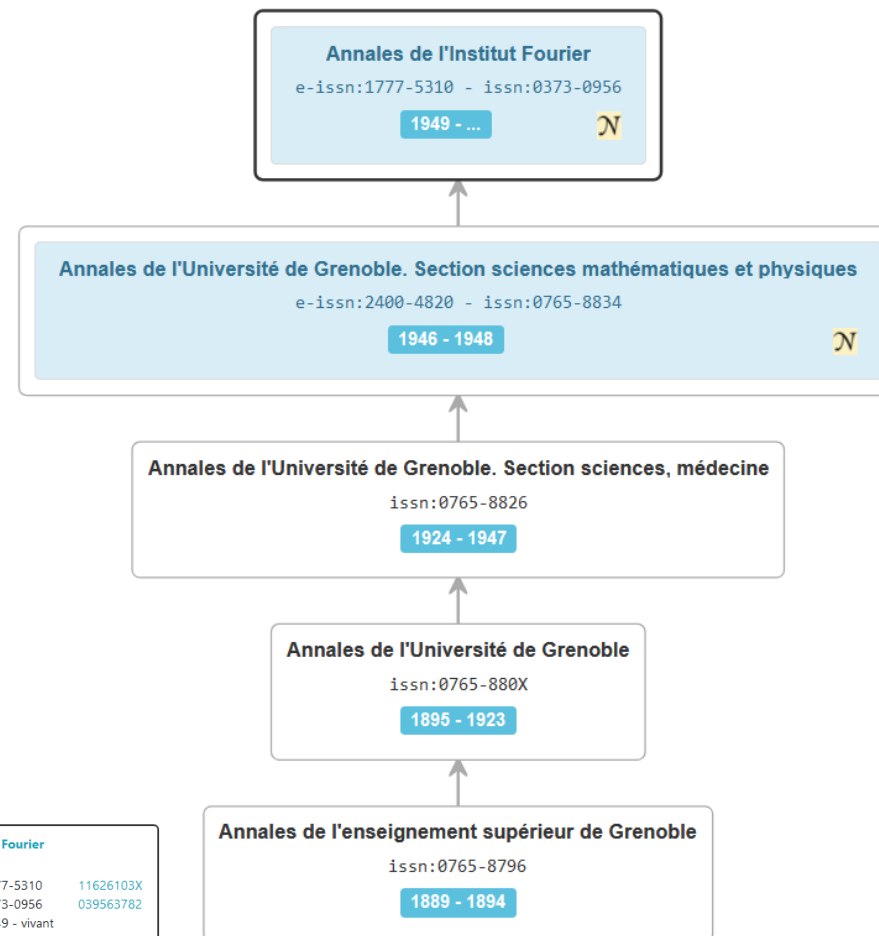 Annales de l'Institut Fourier
e-issn:1777-5310 - issn:0373-0956
1949 - ...
N
Annales de l'Université de Grenoble. Section sciences mathématiques et physiques
e-issn:2400-4820 - issn:0765-8834
1946 - 1948
N
Annales de l'Université de Grenoble. Section sciences, médecine
issn:0765-8826
1924 - 1947
Annales de l'Université de Grenoble
issn:0765-880X
1895 - 1923
Annales de l'enseignement supérieur de Grenoble
issn:0765-8796
1889 - 1894
Fourier
77-5310 11626103X
73-0956 039563782
49 - vivant